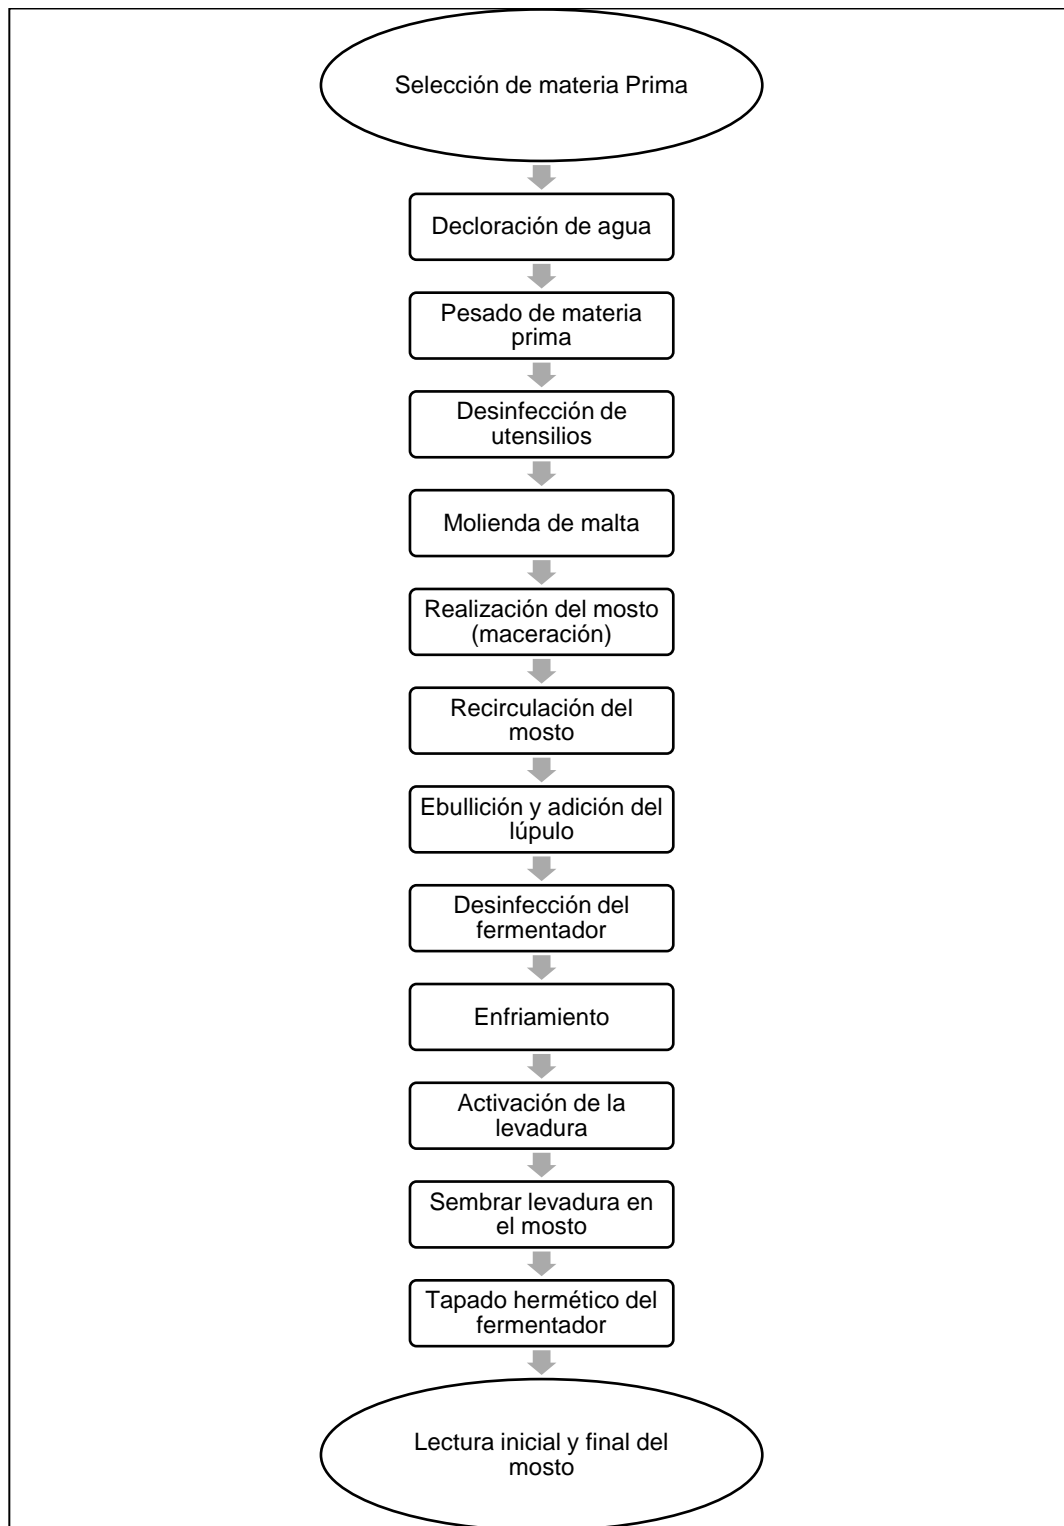 Selección de materia Prima
Decloración de agua
Pesado de materia
prima
Desinfección de
utensilios
Molienda de malta
Realización del mosto
(maceración)
Recirculación del
mosto
Ebullición y adición del
lúpulo
Desinfección del
fermentador
Enfriamiento
Activación de la
levadura
Sembrar levadura en
el mosto
Tapado hermético del
fermentador
Lectura inicial y final del
mosto